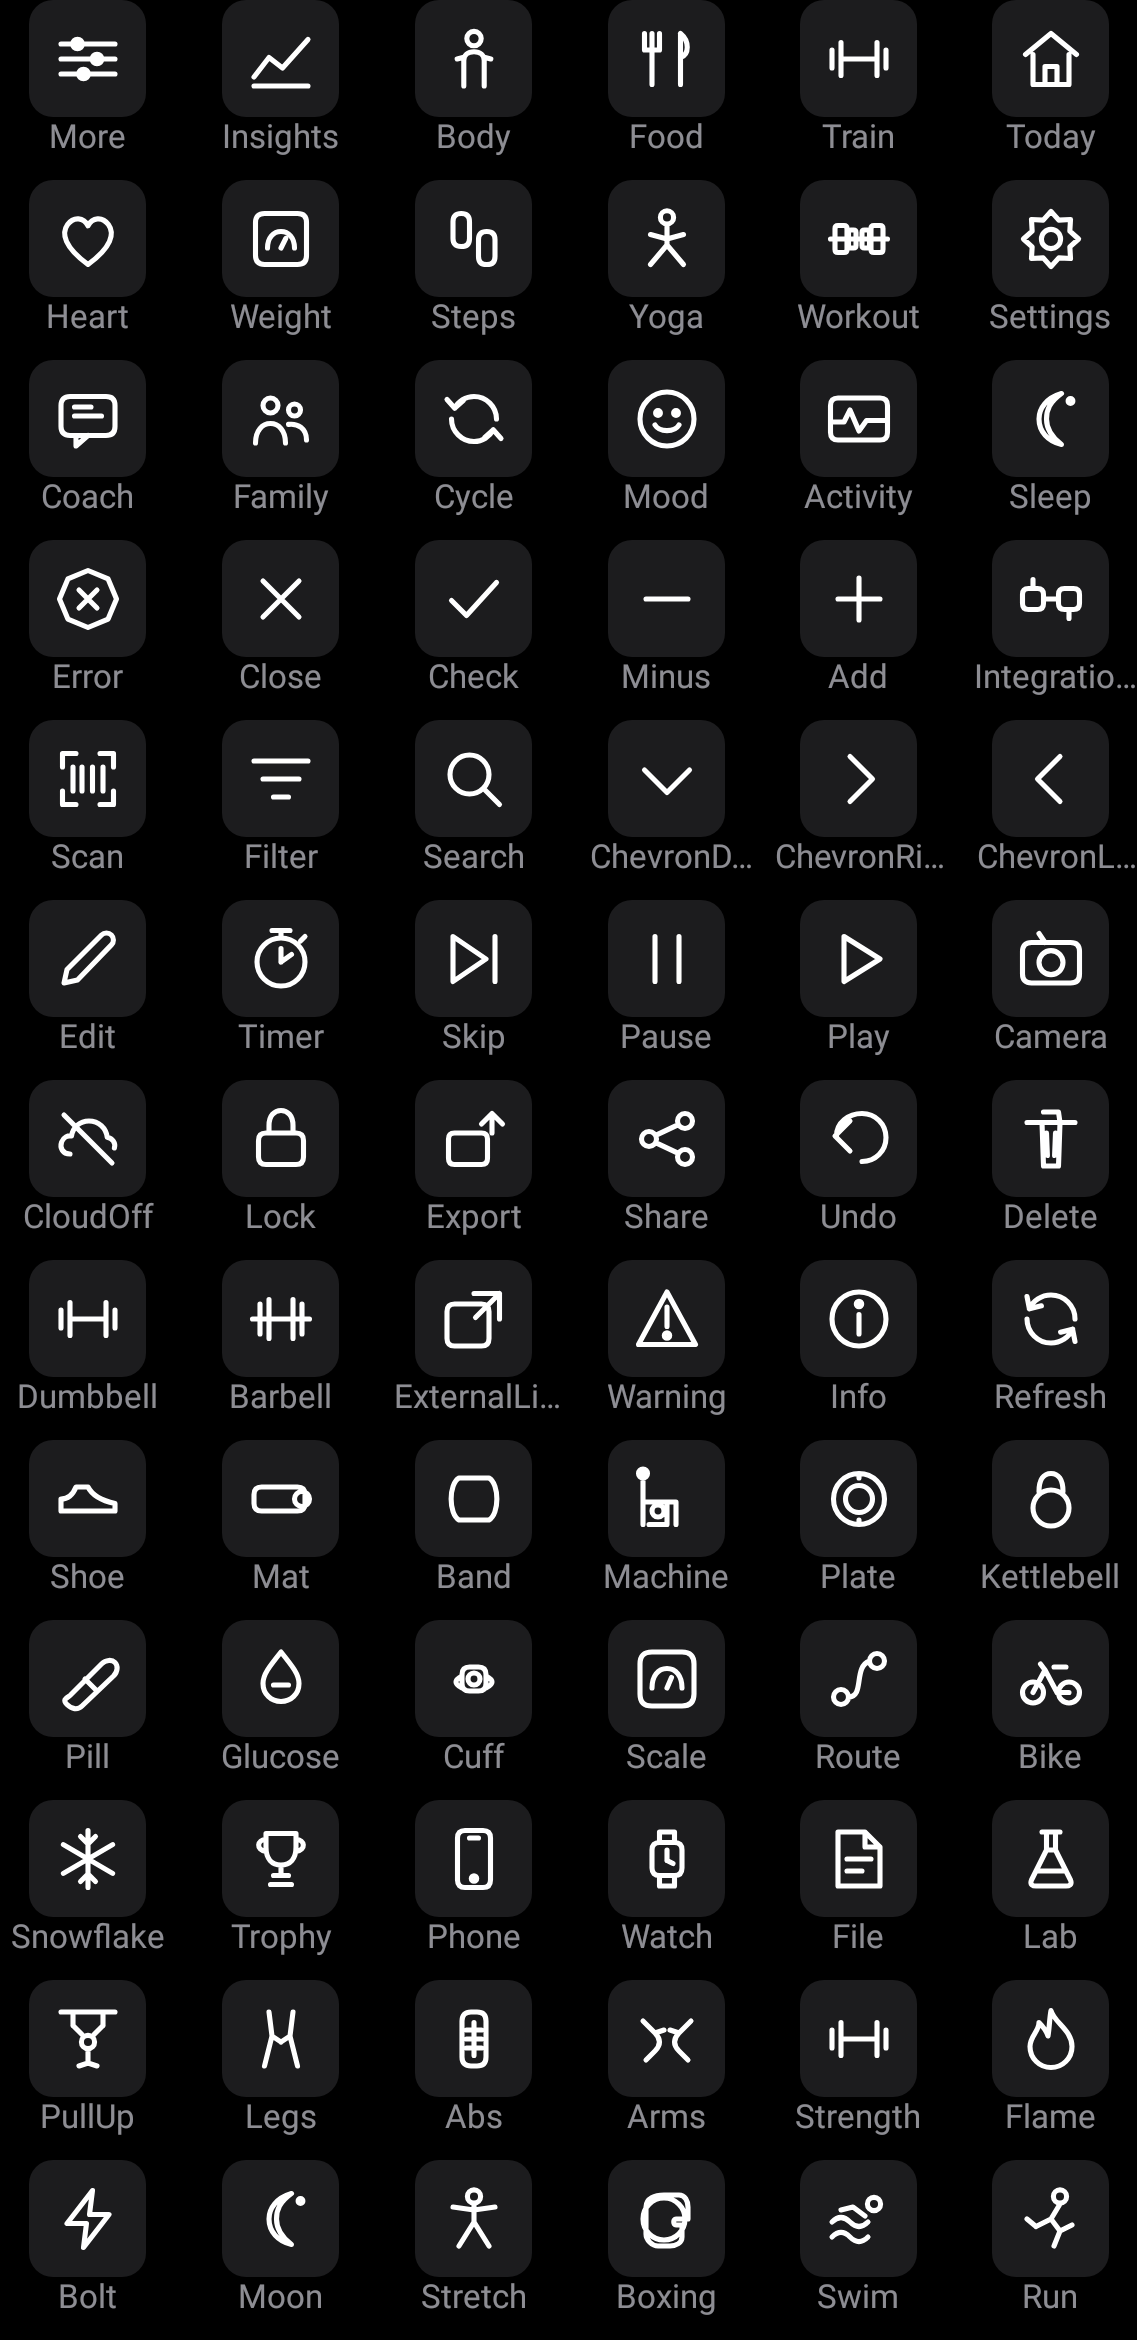 More Insights Body Food Train Today
Heart Weight Steps Yoga Workout Settings
Coach Family Cycle Mood Activity Sleep
Error Close Check Minus Add Integratio...
Scan Filter Search ChevronD... ChevronRi... ChevronL...
Edit Timer Skip Pause Play Camera
CloudOff Lock Export Share Undo Delete
Dumbbell Barbell ExternalLi... Warning Info Refresh
Shoe Mat Band Machine Plate Kettlebell
Pill Glucose Cuff Scale Route Bike
Snowflake Trophy Phone Watch File Lab
PullUp Legs Abs Arms Strength Flame
Bolt Moon Stretch Boxing Swim Run